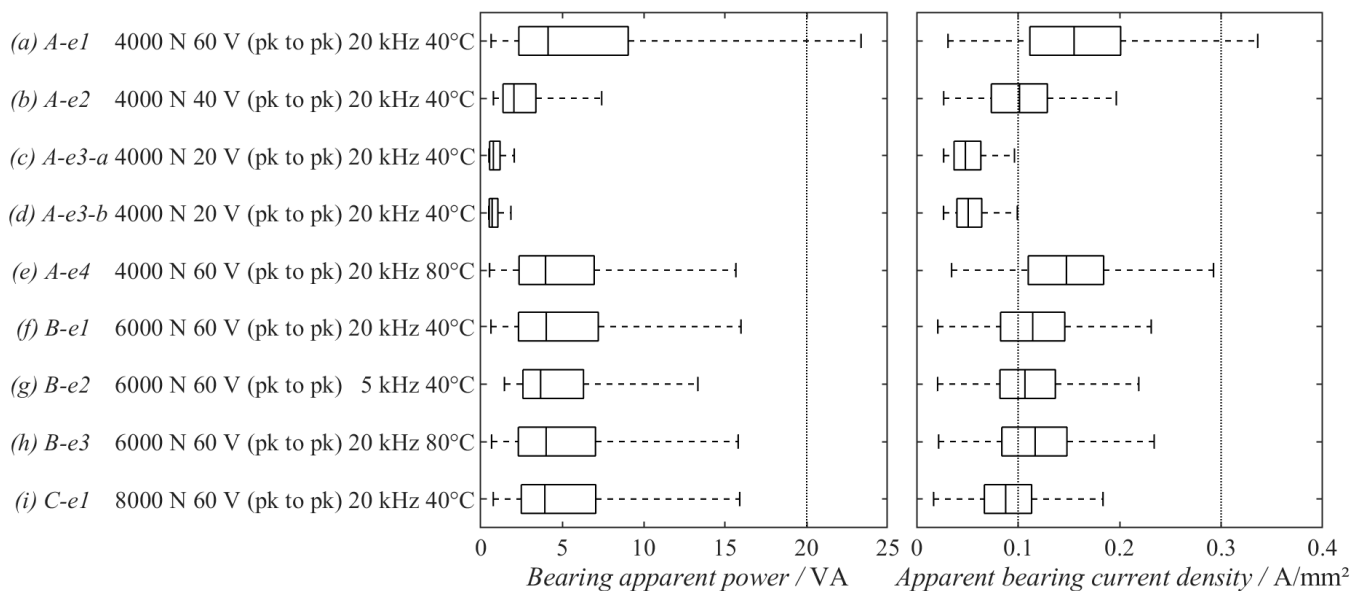 (a) A-e1 4000 N 60 V (pk to pk) 20 kHz 40°C
(b) A-e2 4000 N 40 V (pk to pk) 20 kHz 40°C
(c) A-e3-a 4000 N 20 V (pk to pk) 20 kHz 40°C
(d) A-e3-b 4000 N 20 V (pk to pk) 20 kHz 40°C
(e) A-e4 4000 N 60 V (pk to pk) 20 kHz 80°C
(f) B-e1 6000 N 60 V (pk to pk) 20 kHz 40°C
(g) B-e2 6000 N 60 V (pk to pk) 5 kHz 40°C
(h) B-e3 6000 N 60 V (pk to pk) 20 kHz 80°C
(i) C-e1 8000 N 60 V (pk to pk) 20 kHz 40°C
0 5 10 15 20 25 0 0.1 0.2 0.3 0.4
Bearing apparent power / VA Apparent bearing current density / A/mm²